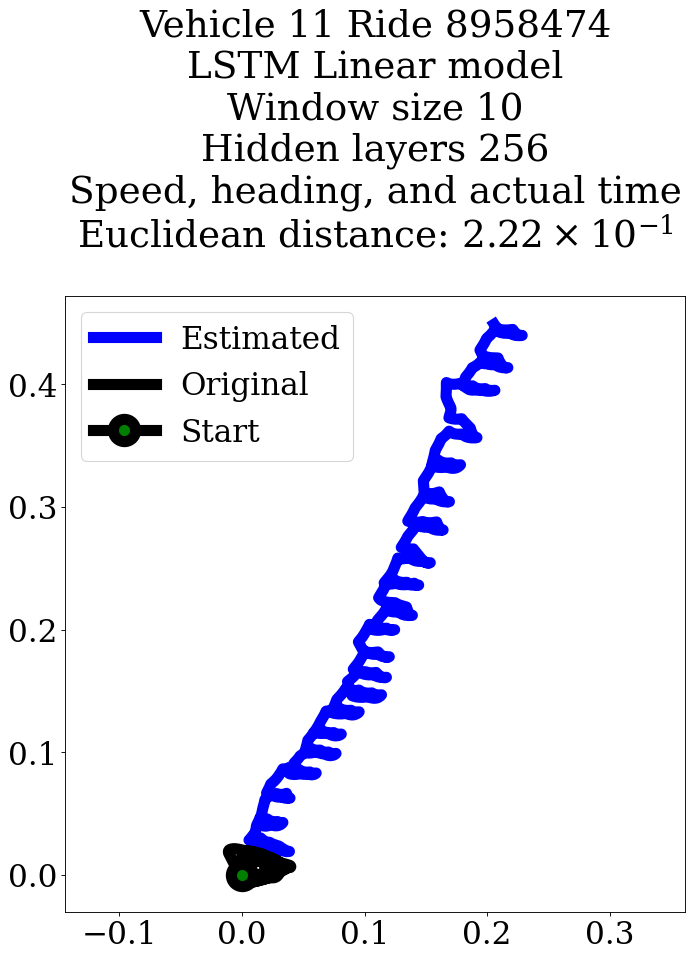 Vehicle 11 Ride 8958474
LSTM Linear model
Window size 10
Hidden layers 256
Speed, heading, and actual time
Euclidean distance: 2.22 × 10⁻¹
Estimated
Original
Start
0.4
0.3
0.2
0.1
0.0
−0.1 0.0 0.1 0.2 0.3